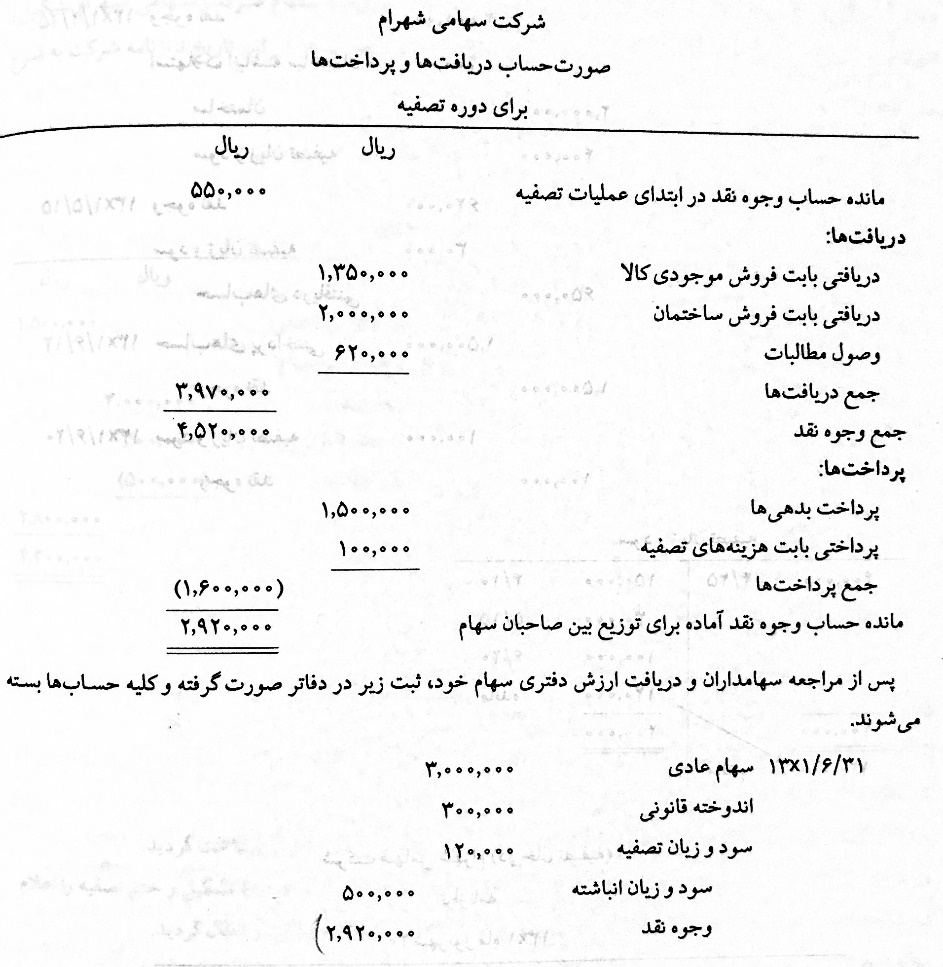 شرکت سهامی شهرام
صورت‌حساب دریافت‌ها و پرداخت‌ها
برای دوره تصفیه
ریال ریال
مانده حساب وجوه نقد در ابتدای عملیات تصفیه ۵۵۰,۰۰۰
دریافت‌ها:
دریافتی بابت فروش موجودی کالا ۱,۳۵۰,۰۰۰
دریافتی بابت فروش ساختمان ۲,۰۰۰,۰۰۰
وصول مطالبات ۶۲۰,۰۰۰
جمع دریافت‌ها ۳,۹۷۰,۰۰۰
جمع وجوه نقد ۴,۵۲۰,۰۰۰
پرداخت‌ها:
پرداخت بدهی‌ها ۱,۵۰۰,۰۰۰
پرداختی بابت هزینه‌های تصفیه ۱۰۰,۰۰۰
جمع پرداخت‌ها (۱,۶۰۰,۰۰۰)
مانده حساب وجوه نقد آماده برای توزیع بین صاحبان سهام ۲,۹۲۰,۰۰۰
پس از مراجعه سهامداران و دریافت ارزش دفتری سهام خود، ثبت زیر در دفاتر صورت گرفته و کلیه حساب‌ها بسته
می‌شوند.
۱۳x۱/۶/۳۱ سهام عادی ۳,۰۰۰,۰۰۰
اندوخته قانونی ۳۰۰,۰۰۰
سود و زیان تصفیه ۱۲۰,۰۰۰
سود و زیان انباشته ۵۰۰,۰۰۰
وجوه نقد ۲,۹۲۰,۰۰۰)